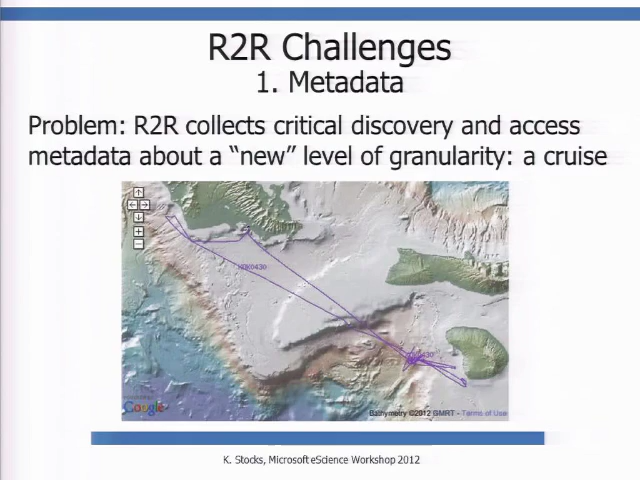 R2R Challenges
1. Metadata
Problem: R2R collects critical discovery and access
metadata about a “new” level of granularity: a cruise
Google
Bathymetry ©2012 GMRT - Terms of Use
K. Stocks, Microsoft eScience Workshop 2012